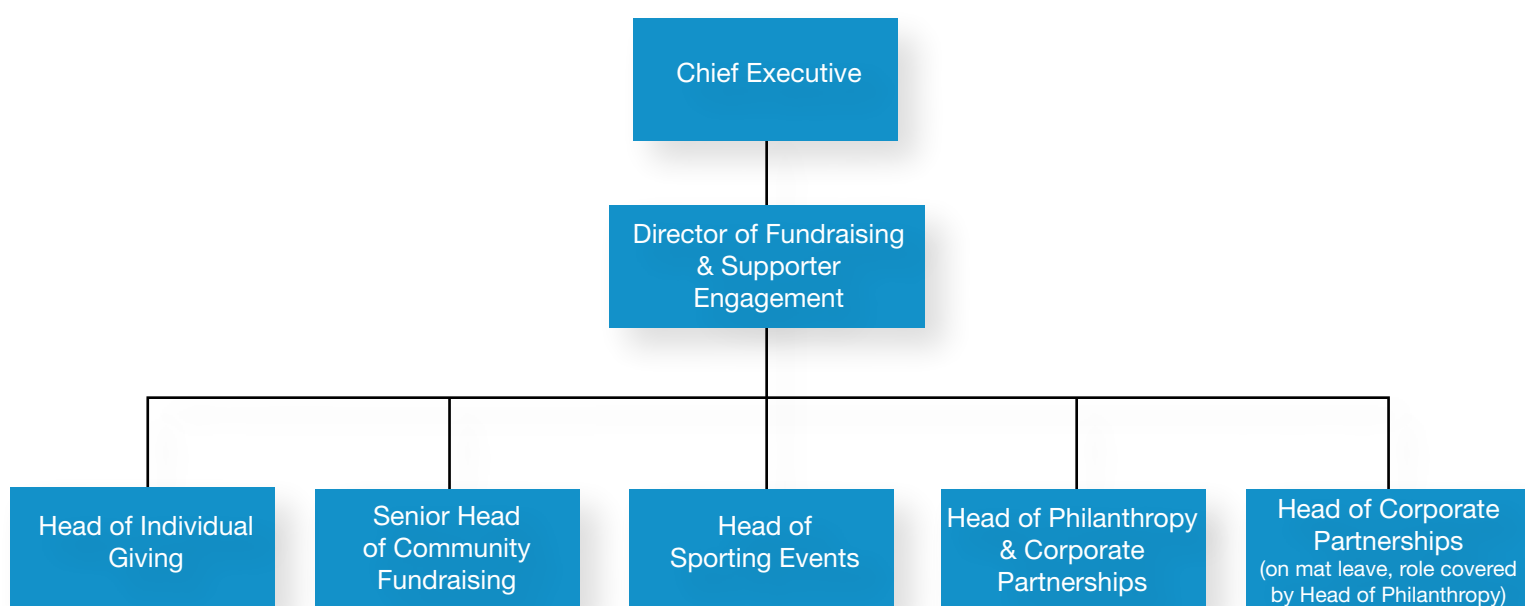 Chief Executive
Director of Fundraising
& Supporter
Engagement
Head of Individual
Giving
Senior Head
of Community
Fundraising
Head of
Sporting Events
Head of Philanthropy
& Corporate
Partnerships
Head of Corporate
Partnerships
(on mat leave, role covered
by Head of Philanthropy)